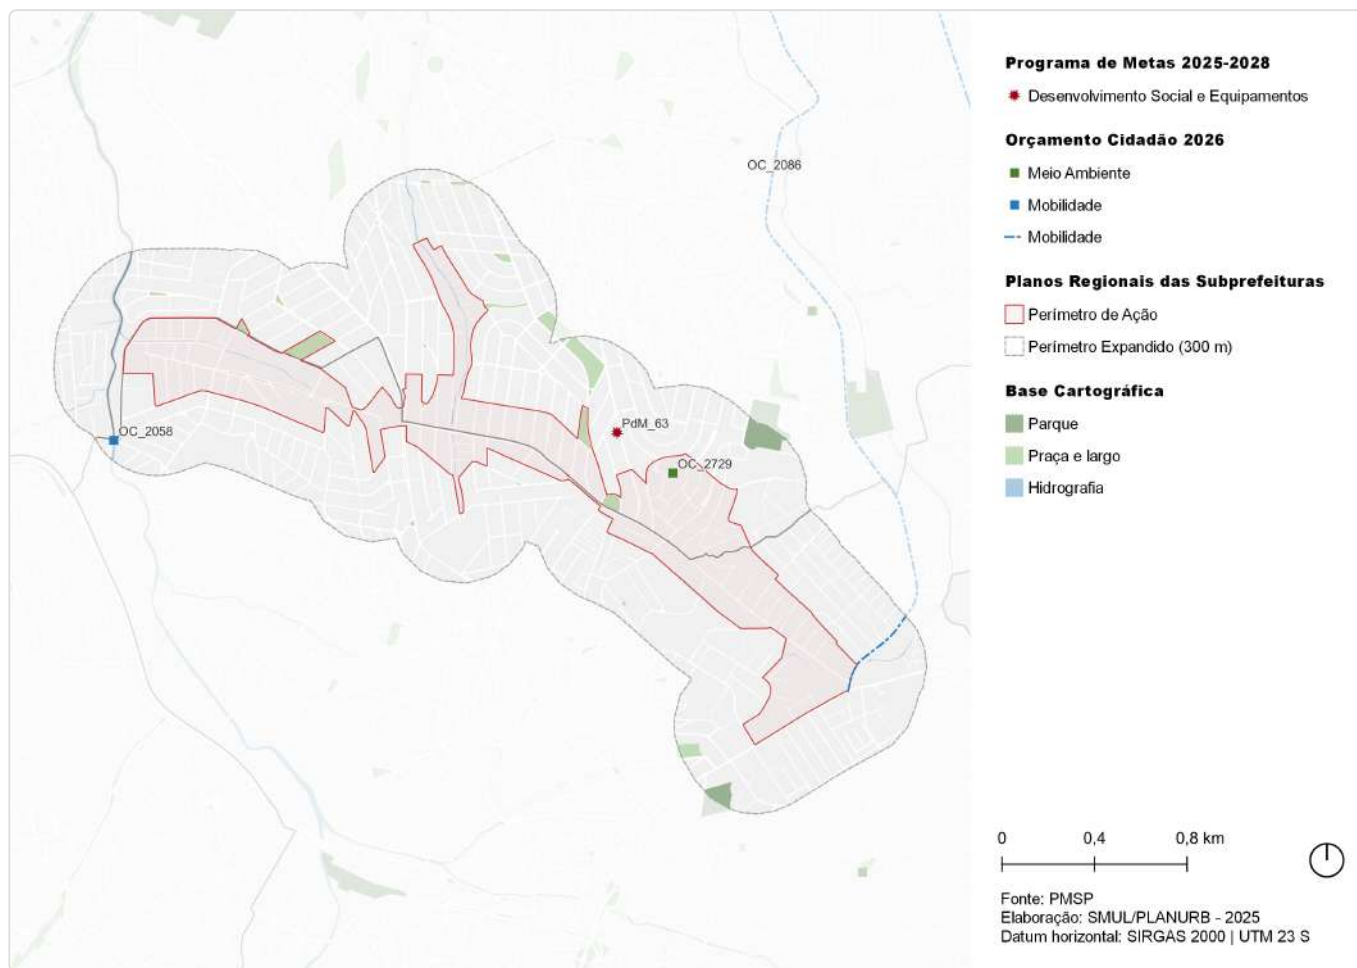 OC_2086
OC_2058
PdM_63
OC_2729
Programa de Metas 2025-2028
Desenvolvimento Social e Equipamentos
Orçamento Cidadão 2026
Meio Ambiente
Mobilidade
Mobilidade
Planos Regionais das Subprefeituras
Perímetro de Ação
Perímetro Expandido (300 m)
Base Cartográfica
Parque
Praça e largo
Hidrografia
0 0,4 0,8 km
Fonte: PMSP
Elaboração: SMUL/PLANURB - 2025
Datum horizontal: SIRGAS 2000 | UTM 23 S